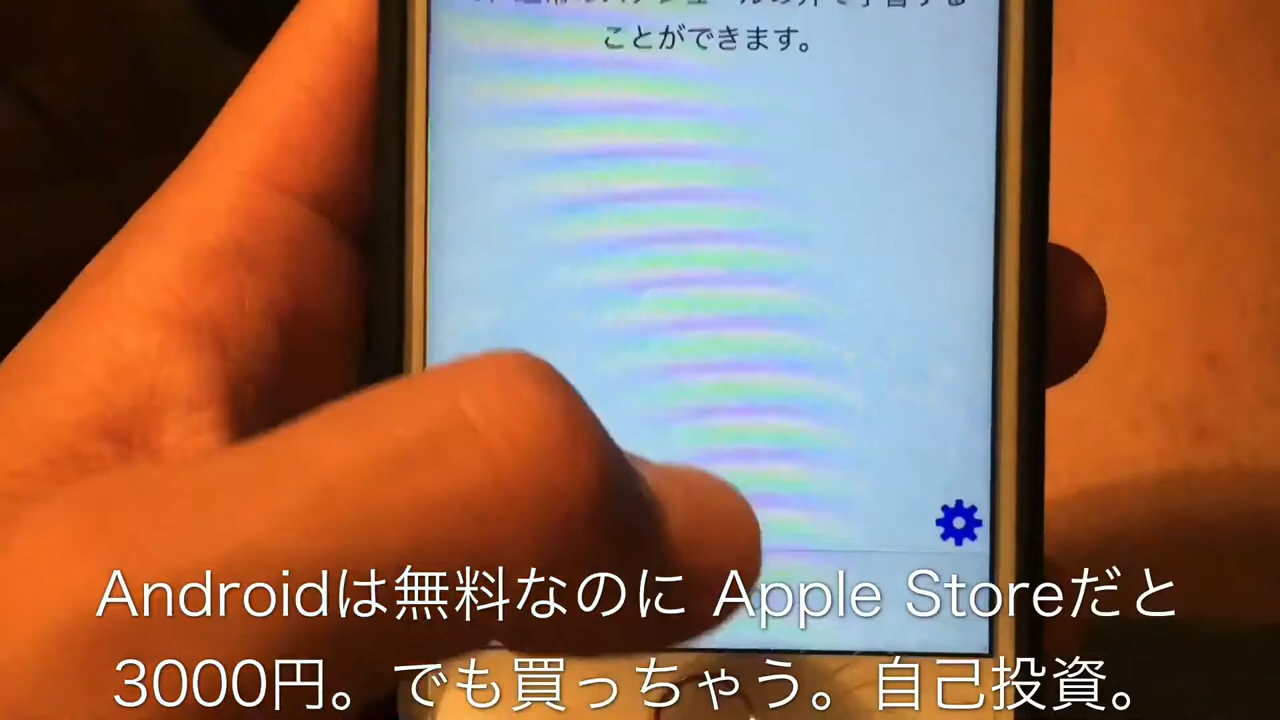 ことができます。
Androidは無料なのに Apple Storeだと
3000円。でも買っちゃう。自己投資。